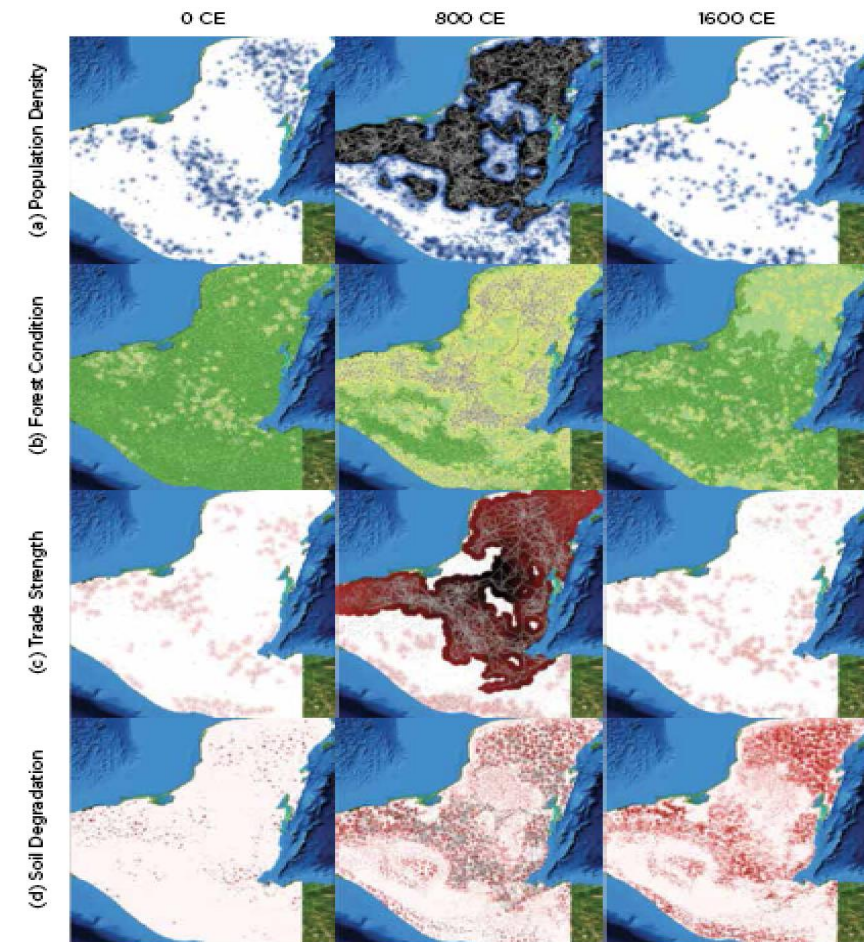 0 CE
800 CE
1600 CE
(a) Population Density
(b) Forest Condition
(c) Trade Strength
(d) Soil Degradation